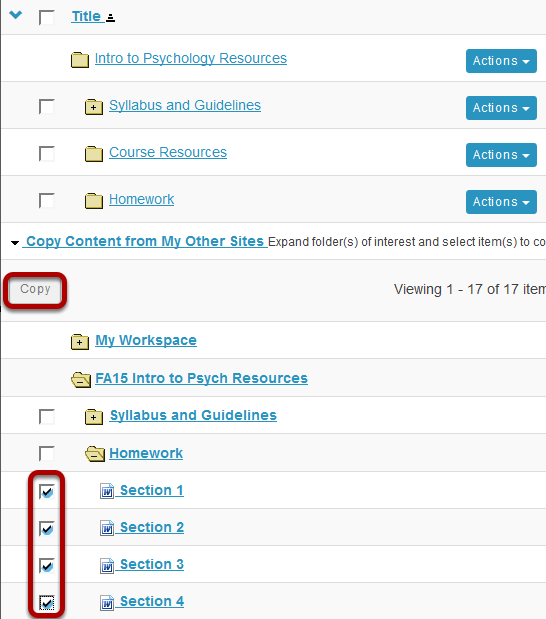 Title
Intro to Psychology Resources Actions
Syllabus and Guidelines Actions
Course Resources Actions
Homework Actions
Copy Content from My Other Sites Expand folder(s) of interest and select item(s) to co
Copy Viewing 1 - 17 of 17 item
My Workspace
FA15 Intro to Psych Resources
Syllabus and Guidelines
Homework
Section 1
Section 2
Section 3
Section 4